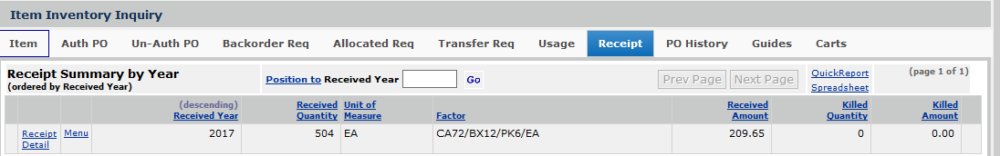 Item Inventory Inquiry
Item Auth PO Un-Auth PO Backorder Req Allocated Req Transfer Req Usage Receipt PO History Guides Carts
Receipt Summary by Year
(ordered by Received Year)
Position to Received Year Go
Prev Page Next Page
QuickReport
Spreadsheet
(page 1 of 1)
(descending)
Received Year
Received
Quantity
Unit of
Measure
Factor
Received
Amount
Killed
Quantity
Killed
Amount
Receipt
Detail
Menu 2017 504 EA CA72/BX12/PK6/EA 209.65 0 0.00